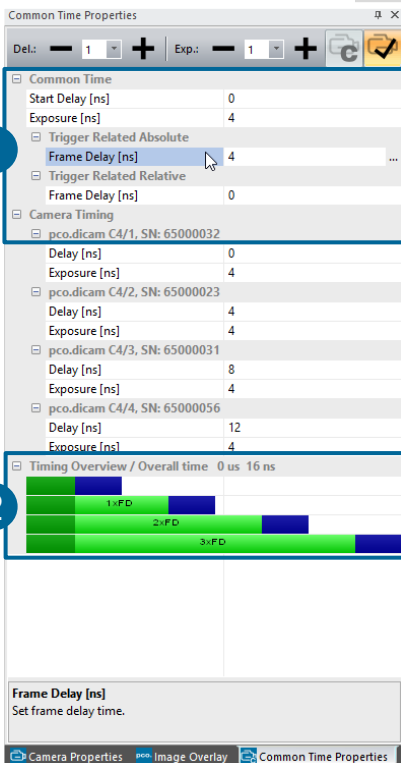 Common Time Properties
Del.: 1 Exp.: 1
Common Time
Start Delay [ns] 0
Exposure [ns] 4
Trigger Related Absolute
Frame Delay [ns] 4 ...
Trigger Related Relative
Frame Delay [ns] 0
Camera Timing
pco.dicam C4/1, SN: 65000032
Delay [ns] 0
Exposure [ns] 4
pco.dicam C4/2, SN: 65000023
Delay [ns] 4
Exposure [ns] 4
pco.dicam C4/3, SN: 65000031
Delay [ns] 8
Exposure [ns] 4
pco.dicam C4/4, SN: 65000056
Delay [ns] 12
Exposure [ns] 4
2 Timing Overview / Overall time 0 us 16 ns
1xFD
2xFD
3xFD
Frame Delay [ns]
Set frame delay time.
Camera Properties pco. Image Overlay Common Time Properties